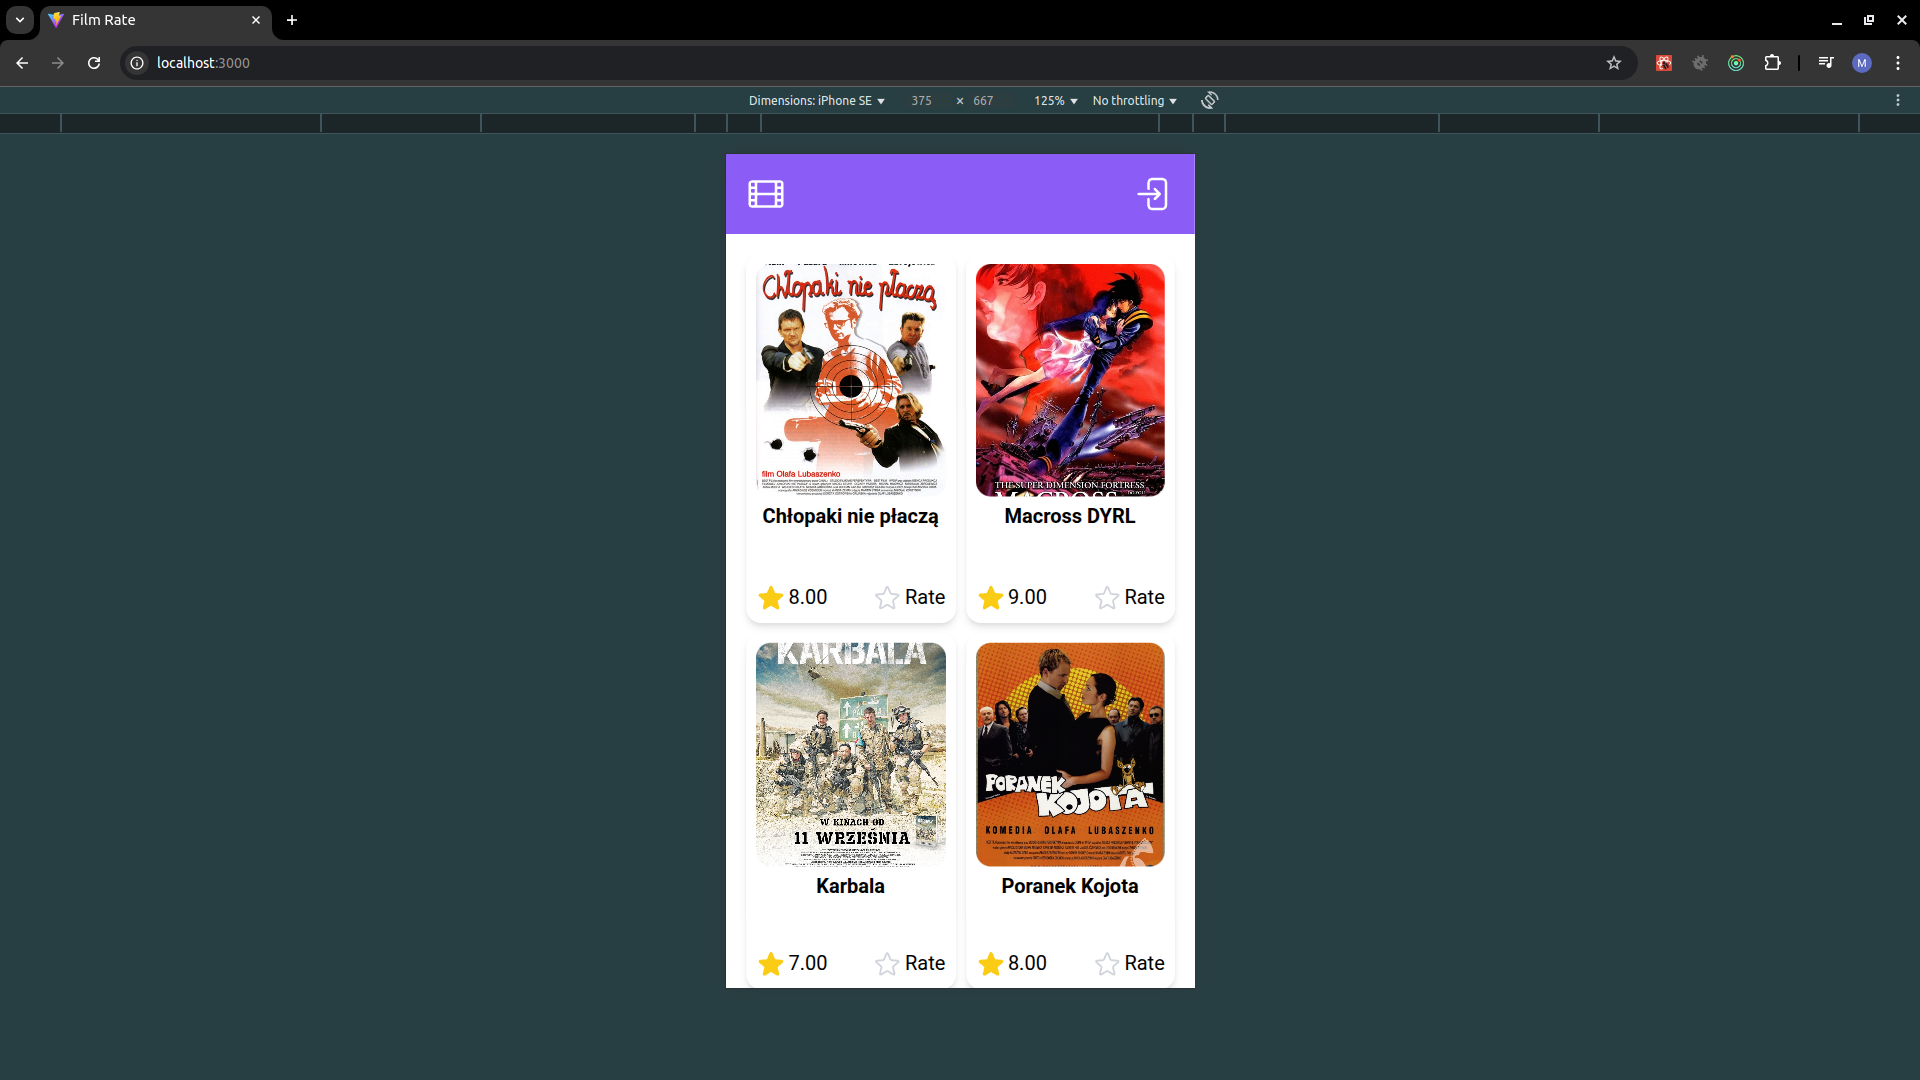 Film Rate
localhost:3000
M
Dimensions: iPhone SE 375 × 667 125% No throttling
Chłopaki nie płaczą
film Olafa Lubaszenko
THE SUPER DIMENSION FORTRESS
MACROSS
Chłopaki nie płaczą
Macross DYRL
8.00 Rate
9.00 Rate
KARBALA
W KINACH OD
11 WRZEŚNIA
PORANEK
KOJOTA
KOMEDIA OLAFA LUBASZENKO
Karbala
Poranek Kojota
7.00 Rate
8.00 Rate